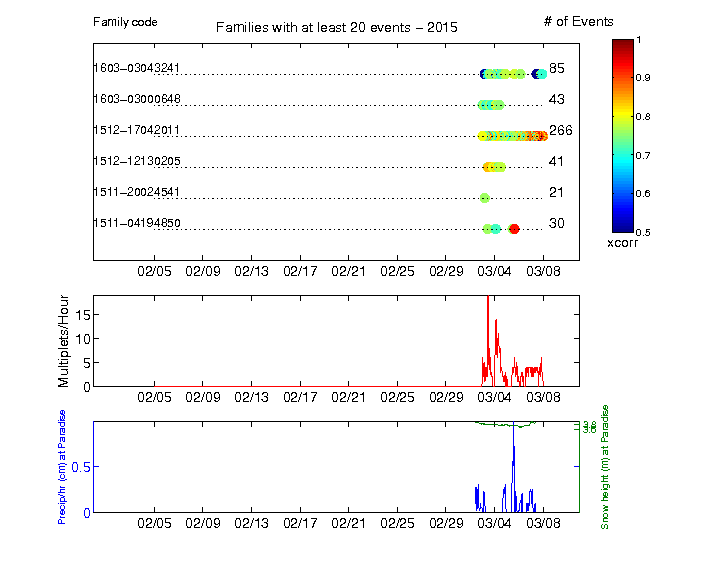 Family code
Families with at least 20 events − 2015
# of Events
1603−03043241
85
1603−03000648
43
1512−17042011
266
1512−12130205
41
1511−20024541
21
1511−04194850
30
02/05 02/09 02/13 02/17 02/21 02/25 02/29 03/04 03/08
1
0.9
0.8
0.7
0.6
0.5
xcorr
Multiplets/Hour
15
10
5
0
02/05 02/09 02/13 02/17 02/21 02/25 02/29 03/04 03/08
Precip/hr (cm) at Paradise
0.5
0
02/05 02/09 02/13 02/17 02/21 02/25 02/29 03/04 03/08
Snow height (m) at Paradise